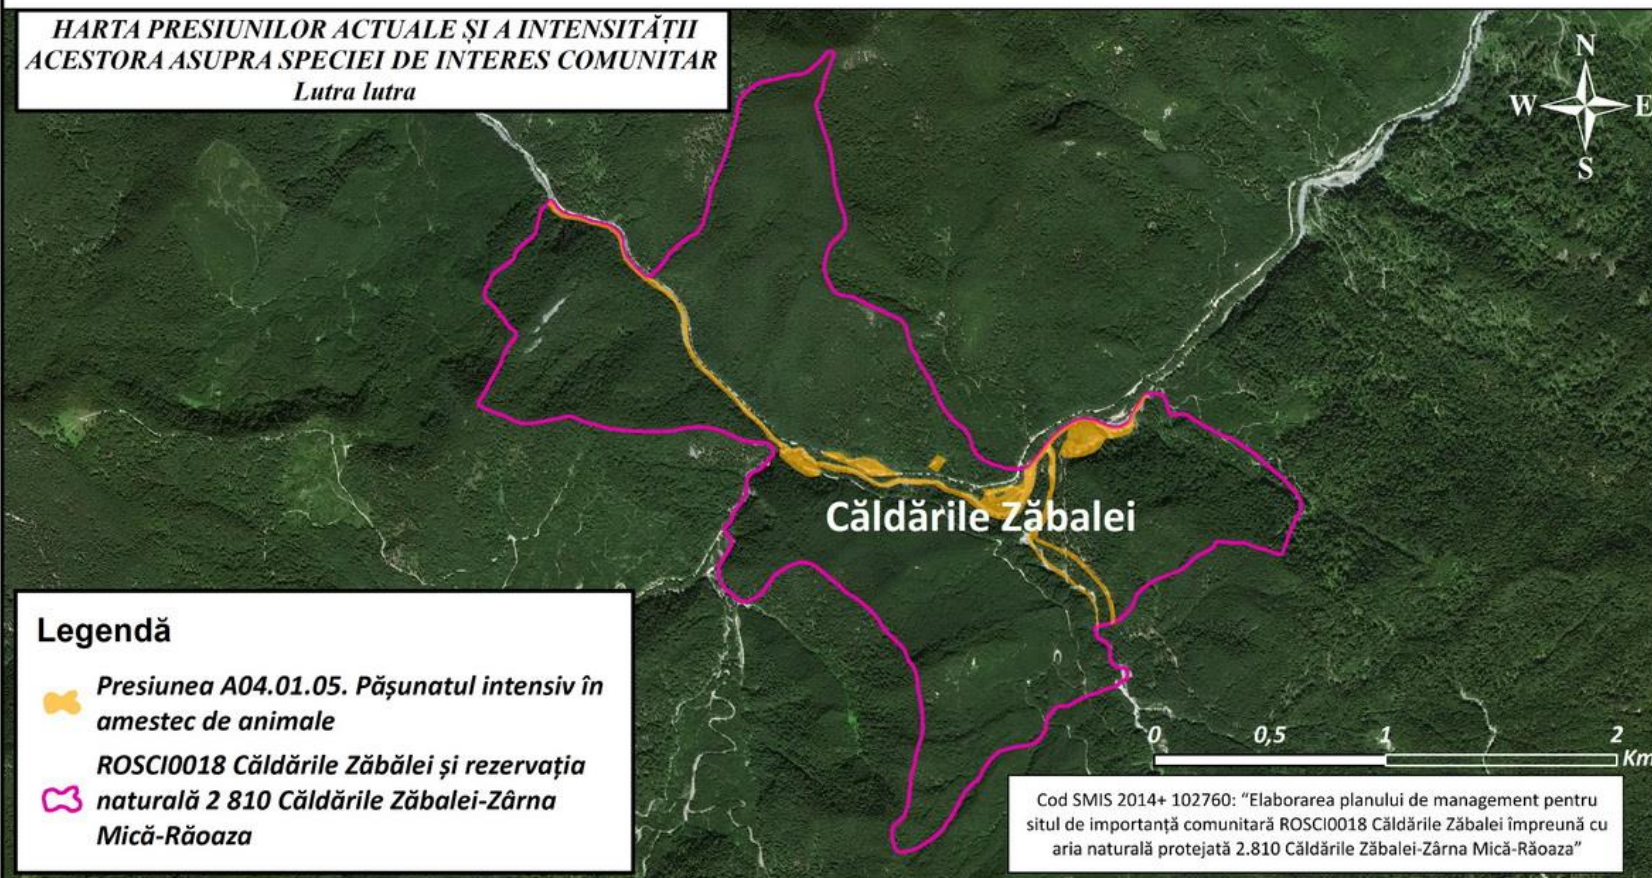 HARTA PRESIUNILOR ACTUALE ȘI A INTENSITĂȚII
ACESTORA ASUPRA SPECIEI DE INTERES COMUNITAR
Lutra lutra
N
W E
S
Căldările Zăbalei
Legendă
Presiunea A04.01.05. Pășunatul intensiv în
amestec de animale
ROSCI0018 Căldările Zăbălei și rezervația
naturală 2 810 Căldările Zăbalei-Zârna
Mică-Răoaza
0 0,5 1 2
Km
Cod SMIS 2014+ 102760: “Elaborarea planului de management pentru
situl de importanță comunitară ROSCI0018 Căldările Zăbalei împreună cu
aria naturală protejată 2.810 Căldările Zăbalei-Zârna Mică-Răoaza”